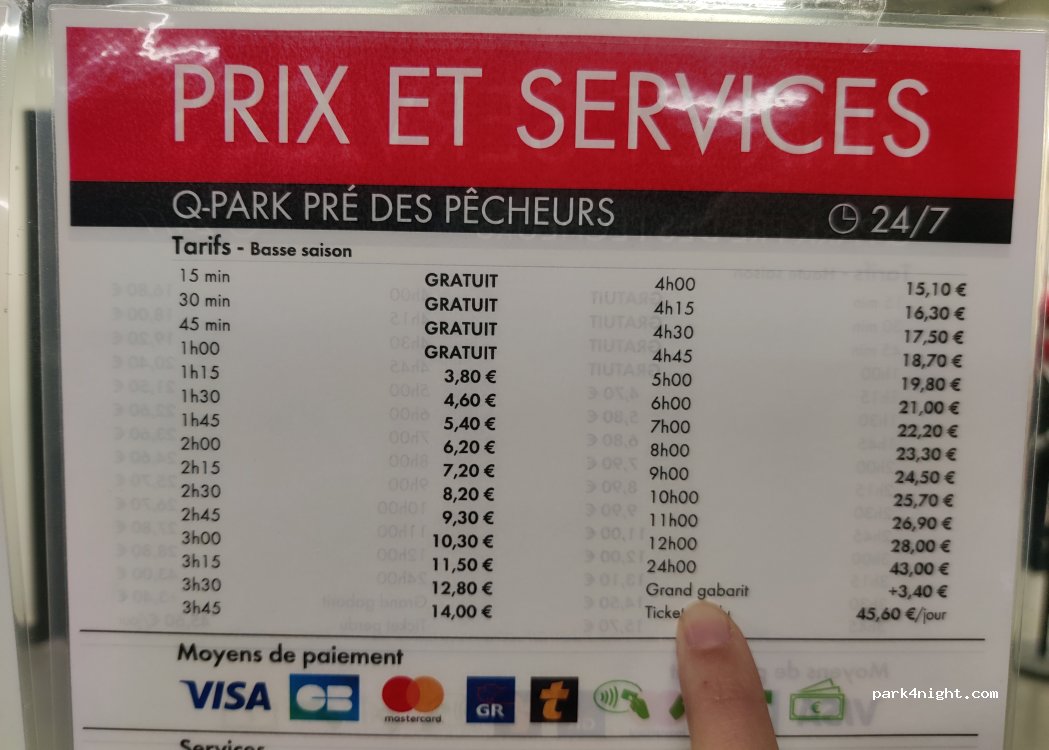 PRIX ET SERVICES
Q-PARK PRÉ DES PÊCHEURS 24/7
Tarifs - Basse saison
15 min GRATUIT
30 min GRATUIT
45 min GRATUIT
1h00 GRATUIT
1h15 3,80 €
1h30 4,60 €
1h45 5,40 €
2h00 6,20 €
2h15 7,20 €
2h30 8,20 €
2h45 9,30 €
3h00 10,30 €
3h15 11,50 €
3h30 12,80 €
3h45 14,00 €
4h00 15,10 €
4h15 16,30 €
4h30 17,50 €
4h45 18,70 €
5h00 19,80 €
6h00 21,00 €
7h00 22,20 €
8h00 23,30 €
9h00 24,50 €
10h00 25,70 €
11h00 26,90 €
12h00 28,00 €
24h00 43,00 €
Grand gabarit +3,40 €
Ticket 45,60 €/jour
Moyens de paiement
VISA CB mastercard GR t
Services
park4night.com